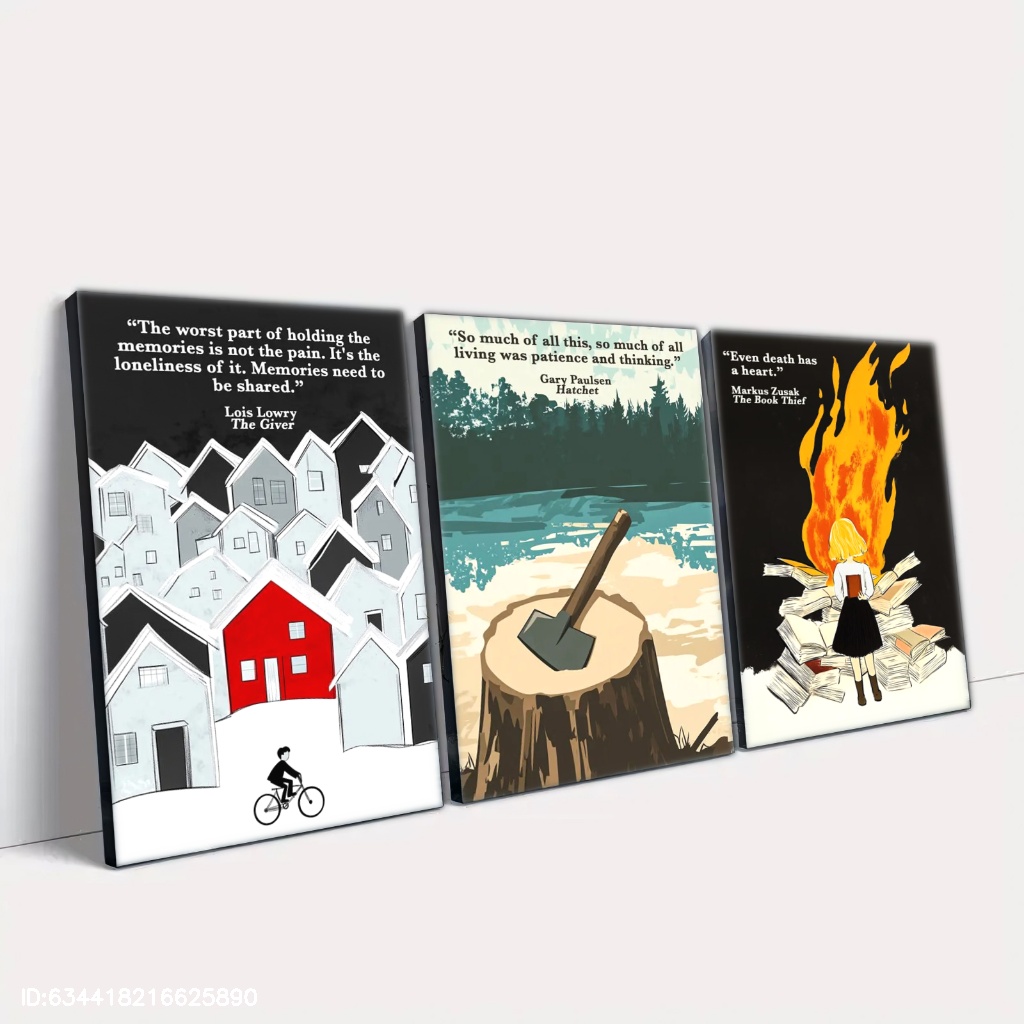 “The worst part of holding the
memories is not the pain. It's the
loneliness of it. Memories need to
be shared.”
Lois Lowry
The Giver
“So much of all this, so much of all
living was patience and thinking.”
Gary Paulsen
Hatchet
“Even death has
a heart.”
Markus Zusak
The Book Thief
ID:634418216625890